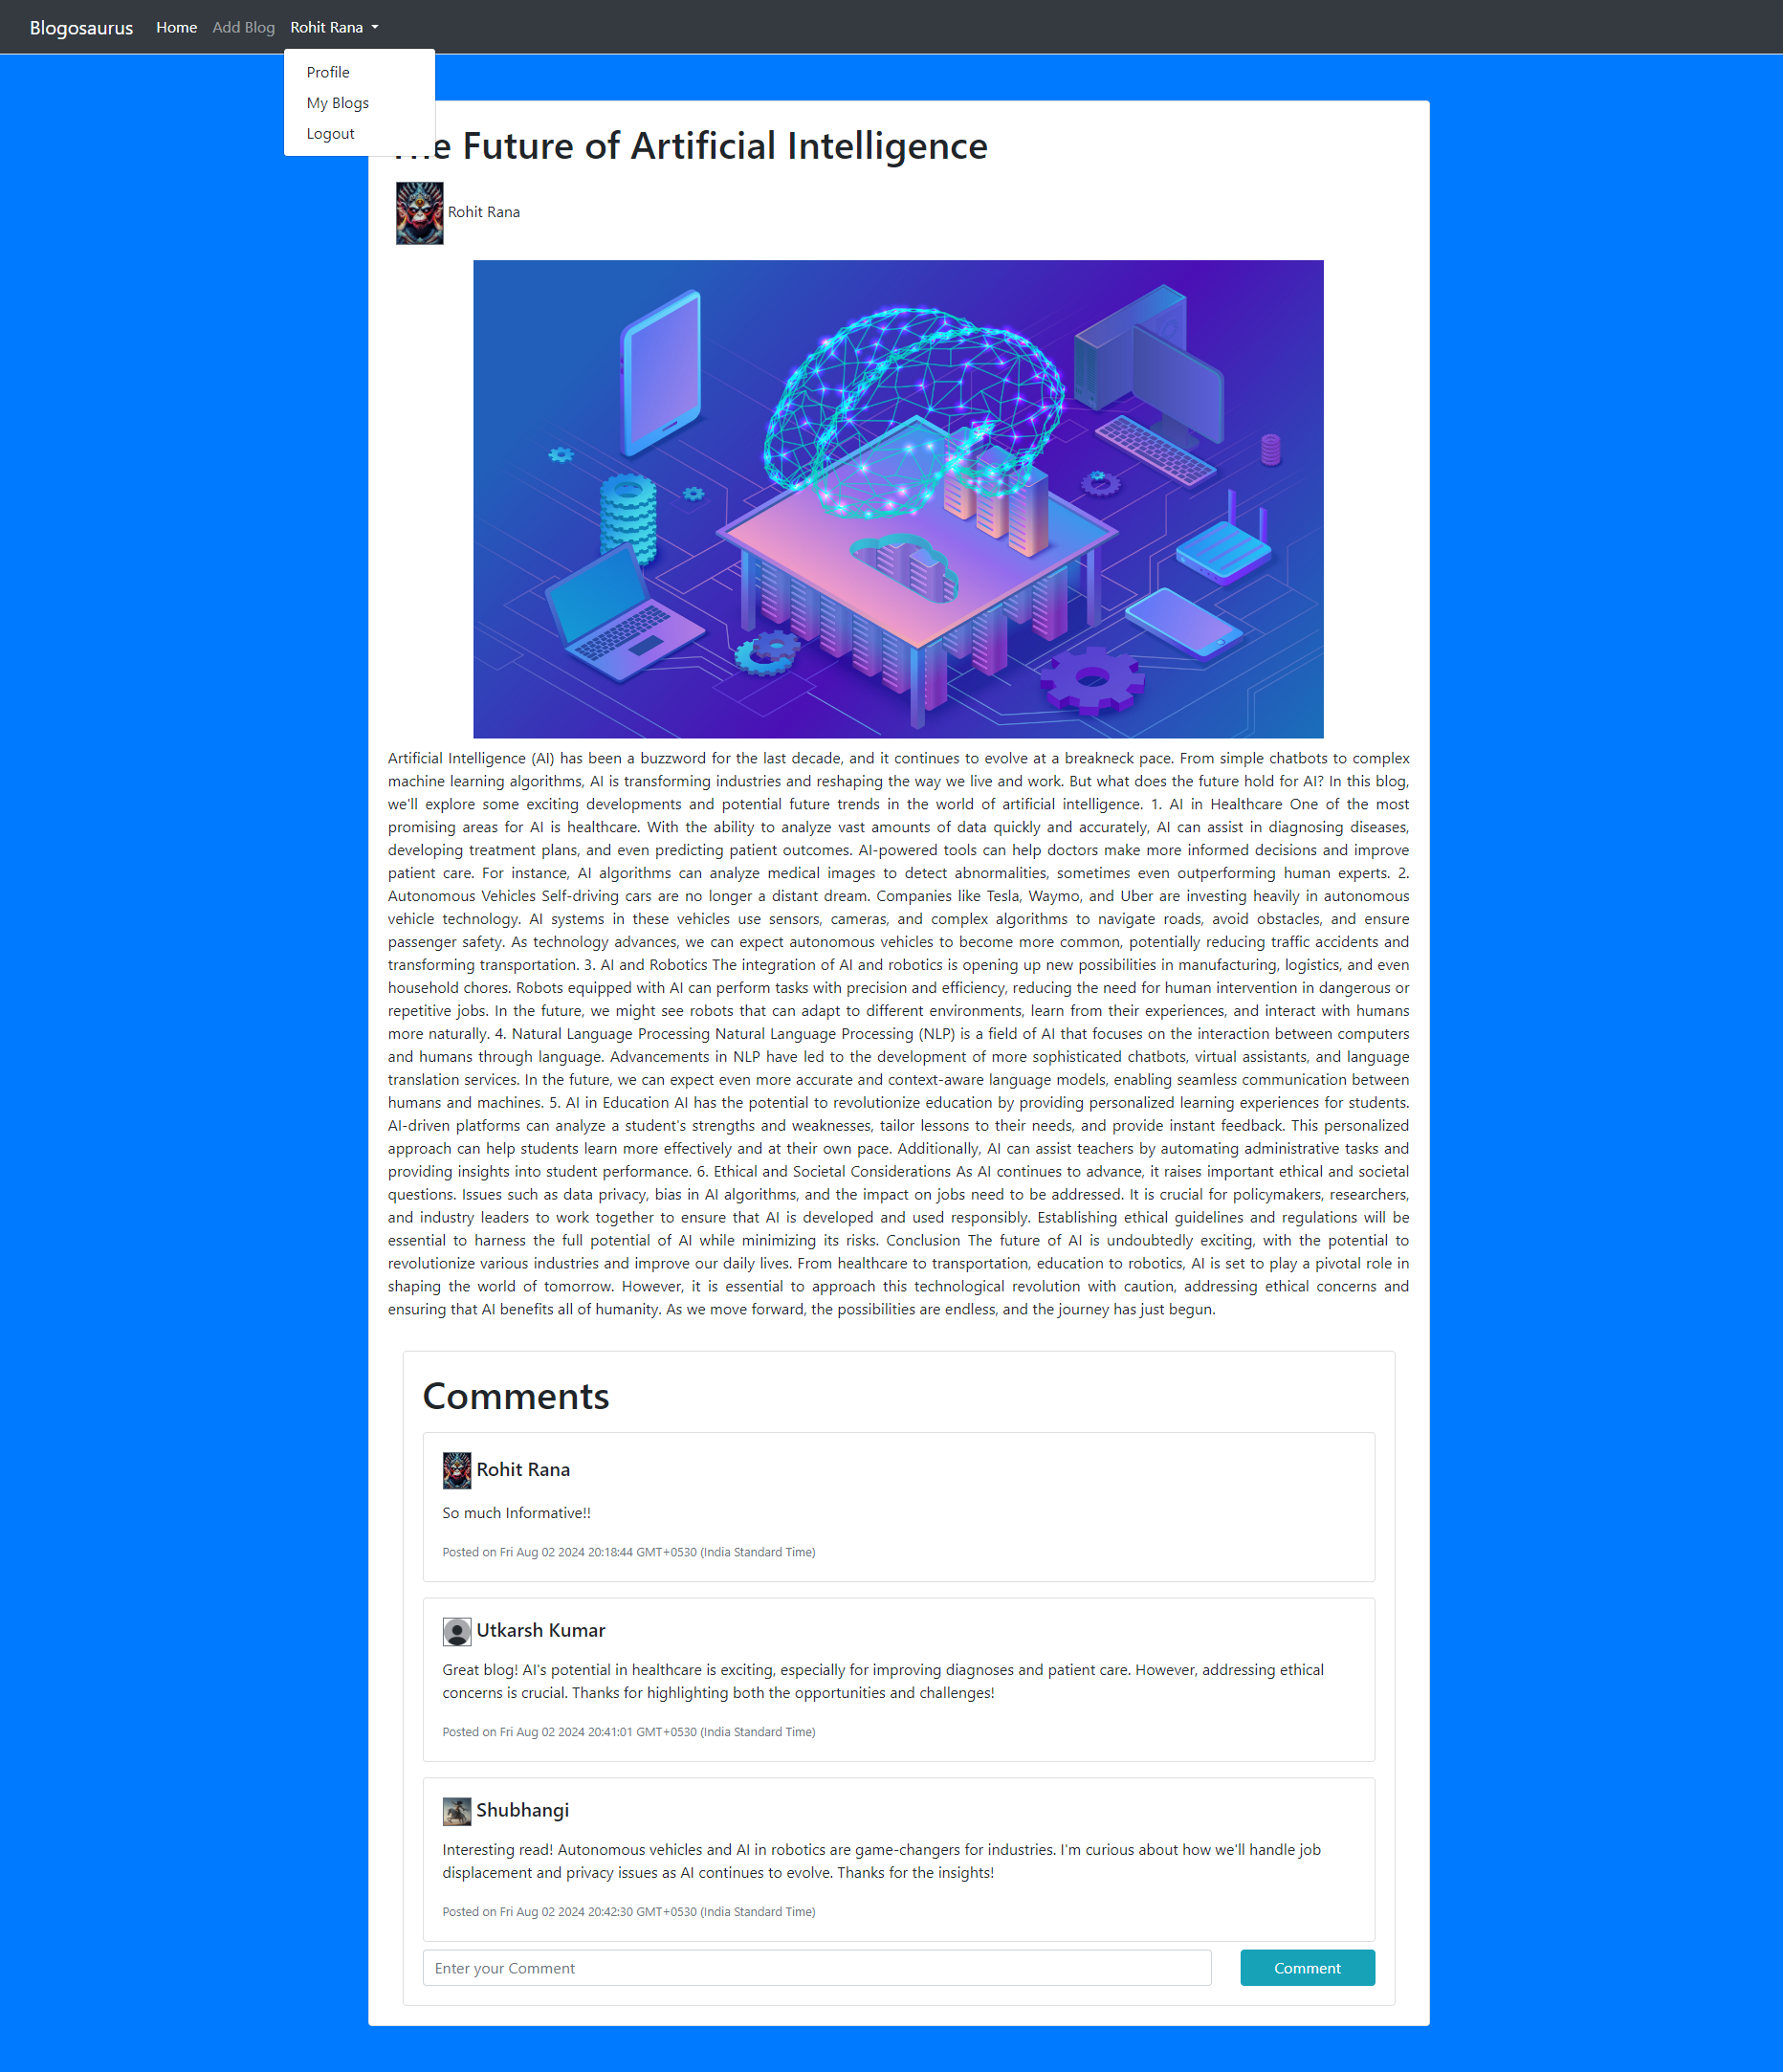 Blogosaurus Home Add Blog Rohit Rana
Profile
My Blogs
Logout
The Future of Artificial Intelligence
Rohit Rana
Artificial Intelligence (AI) has been a buzzword for the last decade, and it continues to evolve at a breakneck pace. From simple chatbots to complex
machine learning algorithms, AI is transforming industries and reshaping the way we live and work. But what does the future hold for AI? In this blog,
we'll explore some exciting developments and potential future trends in the world of artificial intelligence. 1. AI in Healthcare One of the most
promising areas for AI is healthcare. With the ability to analyze vast amounts of data quickly and accurately, AI can assist in diagnosing diseases,
developing treatment plans, and even predicting patient outcomes. AI-powered tools can help doctors make more informed decisions and improve
patient care. For instance, AI algorithms can analyze medical images to detect abnormalities, sometimes even outperforming human experts. 2.
Autonomous Vehicles Self-driving cars are no longer a distant dream. Companies like Tesla, Waymo, and Uber are investing heavily in autonomous
vehicle technology. AI systems in these vehicles use sensors, cameras, and complex algorithms to navigate roads, avoid obstacles, and ensure
passenger safety. As technology advances, we can expect autonomous vehicles to become more common, potentially reducing traffic accidents and
transforming transportation. 3. AI and Robotics The integration of AI and robotics is opening up new possibilities in manufacturing, logistics, and even
household chores. Robots equipped with AI can perform tasks with precision and efficiency, reducing the need for human intervention in dangerous or
repetitive jobs. In the future, we might see robots that can adapt to different environments, learn from their experiences, and interact with humans
more naturally. 4. Natural Language Processing Natural Language Processing (NLP) is a field of AI that focuses on the interaction between computers
and humans through language. Advancements in NLP have led to the development of more sophisticated chatbots, virtual assistants, and language
translation services. In the future, we can expect even more accurate and context-aware language models, enabling seamless communication between
humans and machines. 5. AI in Education AI has the potential to revolutionize education by providing personalized learning experiences for students.
AI-driven platforms can analyze a student's strengths and weaknesses, tailor lessons to their needs, and provide instant feedback. This personalized
approach can help students learn more effectively and at their own pace. Additionally, AI can assist teachers by automating administrative tasks and
providing insights into student performance. 6. Ethical and Societal Considerations As AI continues to advance, it raises important ethical and societal
questions. Issues such as data privacy, bias in AI algorithms, and the impact on jobs need to be addressed. It is crucial for policymakers, researchers,
and industry leaders to work together to ensure that AI is developed and used responsibly. Establishing ethical guidelines and regulations will be
essential to harness the full potential of AI while minimizing its risks. Conclusion The future of AI is undoubtedly exciting, with the potential to
revolutionize various industries and improve our daily lives. From healthcare to transportation, education to robotics, AI is set to play a pivotal role in
shaping the world of tomorrow. However, it is essential to approach this technological revolution with caution, addressing ethical concerns and
ensuring that AI benefits all of humanity. As we move forward, the possibilities are endless, and the journey has just begun.
Comments
Rohit Rana
So much Informative!!
Posted on Fri Aug 02 2024 20:18:44 GMT+0530 (India Standard Time)
Utkarsh Kumar
Great blog! AI's potential in healthcare is exciting, especially for improving diagnoses and patient care. However, addressing ethical
concerns is crucial. Thanks for highlighting both the opportunities and challenges!
Posted on Fri Aug 02 2024 20:41:01 GMT+0530 (India Standard Time)
Shubhangi
Interesting read! Autonomous vehicles and AI in robotics are game-changers for industries. I'm curious about how we'll handle job
displacement and privacy issues as AI continues to evolve. Thanks for the insights!
Posted on Fri Aug 02 2024 20:42:30 GMT+0530 (India Standard Time)
Enter your Comment Comment